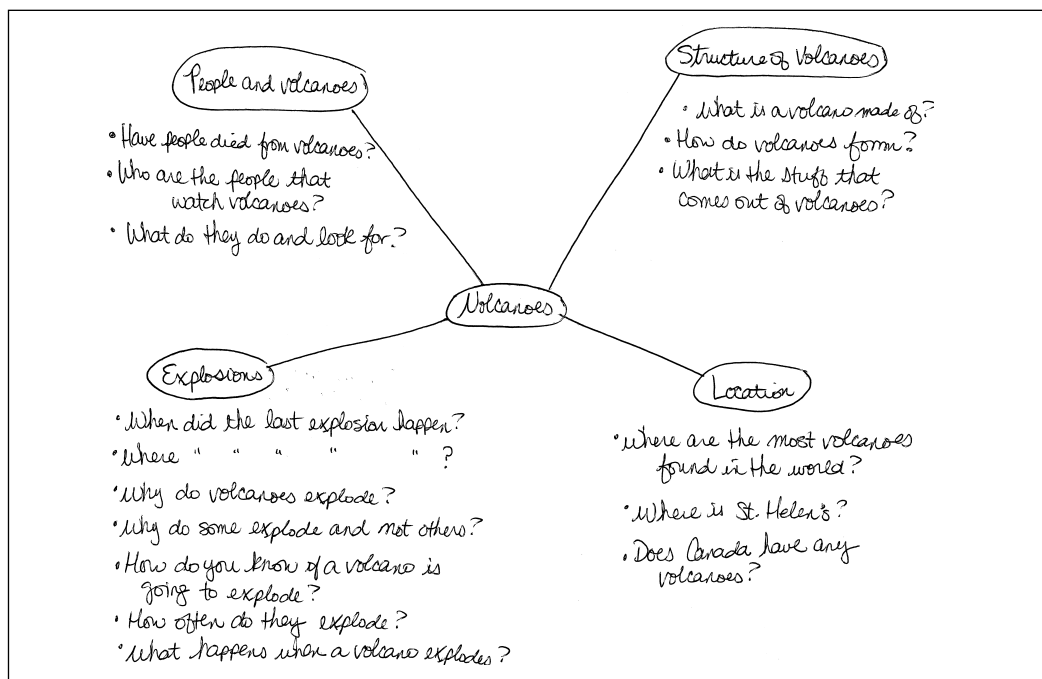 People and volcanoes
• Have people died from volcanoes?
• Who are the people that
watch volcanoes?
• What do they do and look for?
Structure of Volcanoes
• What is a volcano made of?
• How do volcanoes form?
• What is the stuff that
comes out of volcanoes?
Volcanoes
Explosions
• When did the last explosion happen?
• Where " " " " " ?
• Why do volcanoes explode?
• Why do some explode and not others?
• How do you know if a volcano is
going to explode?
• How often do they explode?
• What happens when a volcano explodes?
Location
• Where are the most volcanoes
found in the world?
• Where is St. Helen's?
• Does Canada have any
volcanoes?